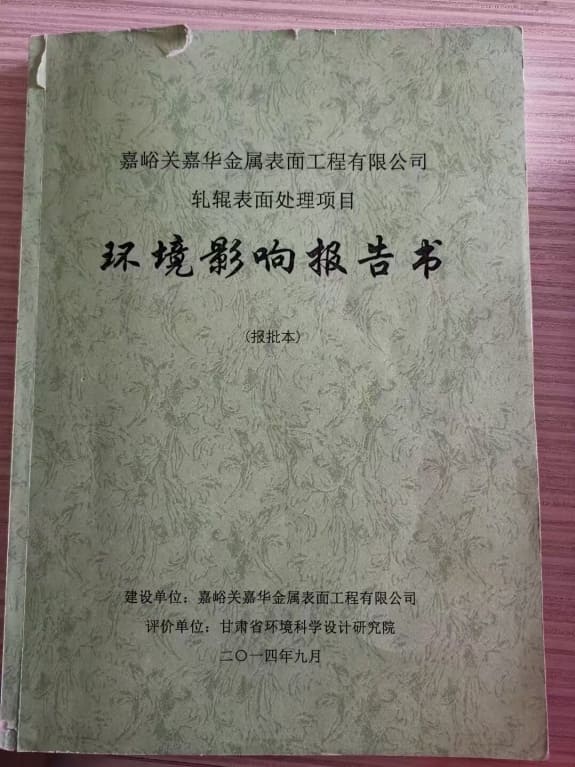 嘉峪关嘉华金属表面工程有限公司
轧辊表面处理项目
环境影响报告书
(报批本)
建设单位：嘉峪关嘉华金属表面工程有限公司
评价单位：甘肃省环境科学设计研究院
二〇一四年九月